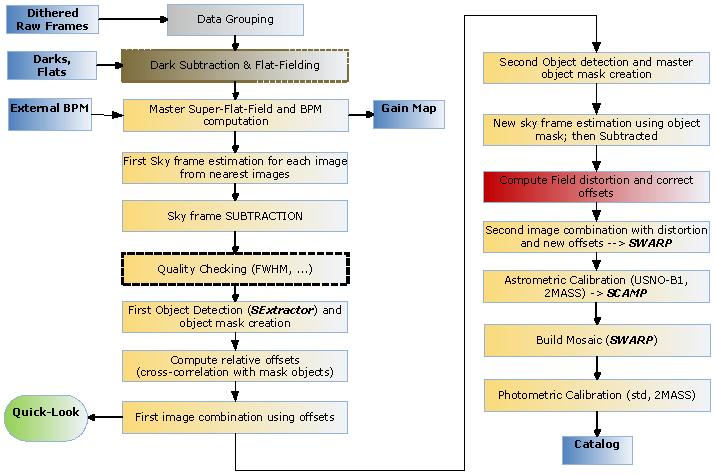 Dithered
Raw Frames
Data Grouping
Darks,
Flats
Dark Subtraction & Flat-Fielding
External BPM
Master Super-Flat-Field and BPM
computation
Gain Map
First Sky frame estimation for each image
from nearest images
Sky frame SUBTRACTION
Quality Checking (FWHM, ...)
First Object Detection (SExtractor) and
object mask creation
Compute relative offsets
(cross-correlation with mask objects)
Quick-Look
First image combination using offsets
Second Object detection and master
object mask creation
New sky frame estimation using object
mask; then Subtracted
Compute Field distortion and correct
offsets
Second image combination with distortion
and new offsets --> SWARP
Astrometric Calibration (USNO-B1,
2MASS) -> SCAMP
Build Mosaic (SWARP)
Photometric Calibration (std, 2MASS)
Catalog